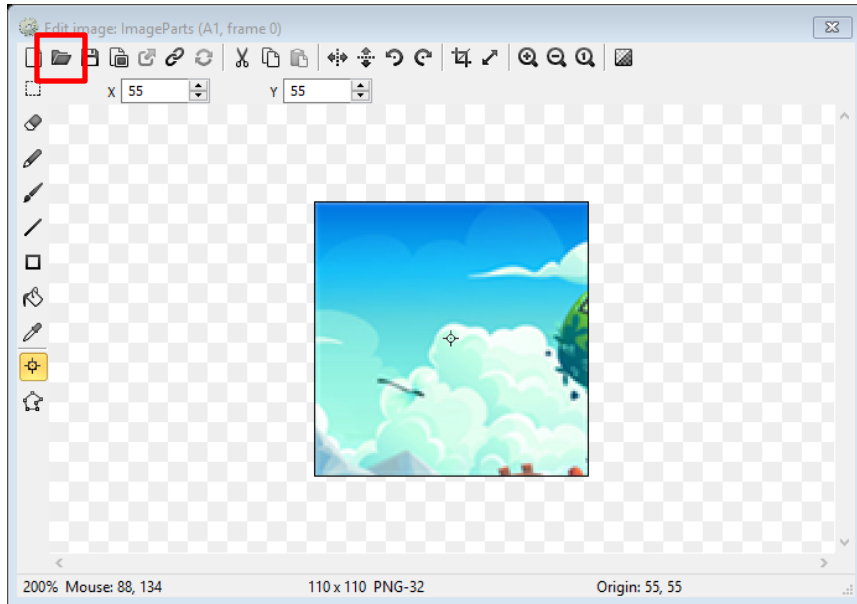 Edit image: ImageParts (A1, frame 0)
X 55 Y 55
200% Mouse: 88, 134 110 x 110 PNG-32 Origin: 55, 55